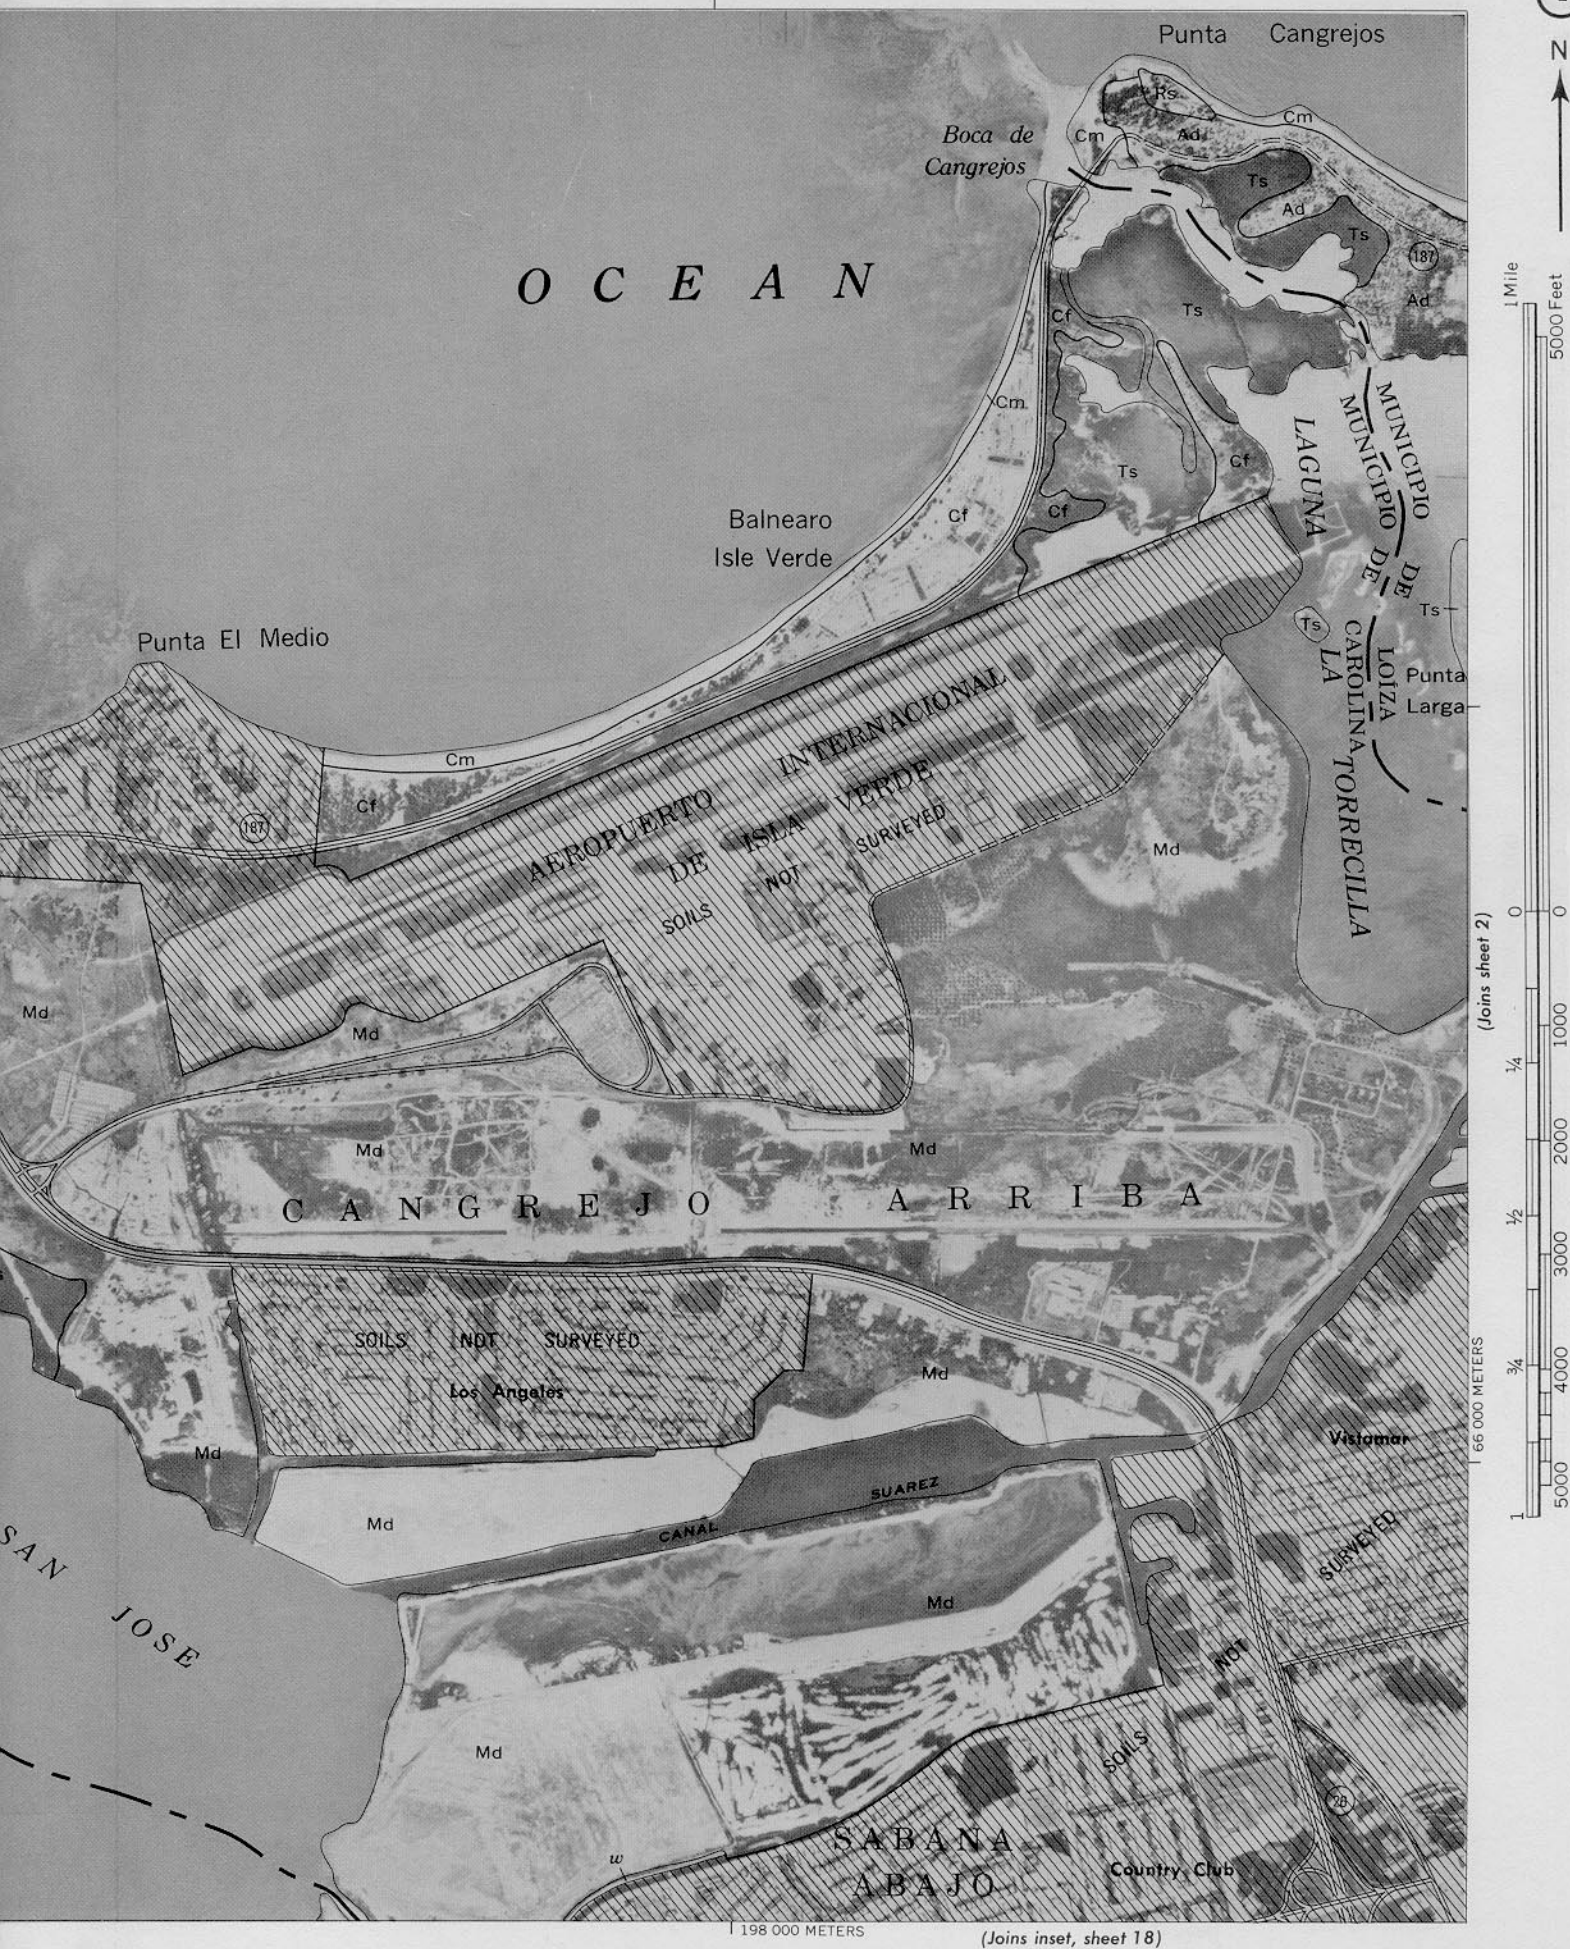 Punta Cangrejos
N
Rs
Cm
Boca de
Cangrejos
Cm
Ad
Ts
Ad
Ts
187
Ad
OCEAN
Ts
Cf
1 Mile
5000 Feet
Cm
MUNICIPIO DE LOÍZA
MUNICIPIO DE CAROLINA
LAGUNA LA TORRECILLA
Ts
Cf
Cf
Cf
Balnearo
Isle Verde
Ts
Ts
Punta El Medio
Punta
Larga
Cm
Cf
187
AEROPUERTO INTERNACIONAL
DE ISLA VERDE
SOILS NOT SURVEYED
Md
Md
Md
(Joins sheet 2)
0
0
1/4
1000
1/2
2000
3000
3/4
4000
1
5000
Md
Md
CANGREJO ARRIBA
SOILS NOT SURVEYED
Los Angeles
Md
66 000 METERS
Vistamar
Md
Md
CANAL SUAREZ
SAN JOSE
Md
Md
SOILS NOT SURVEYED
26
w
SABANA
ABAJO
Country Club
198 000 METERS
(Joins inset, sheet 18)